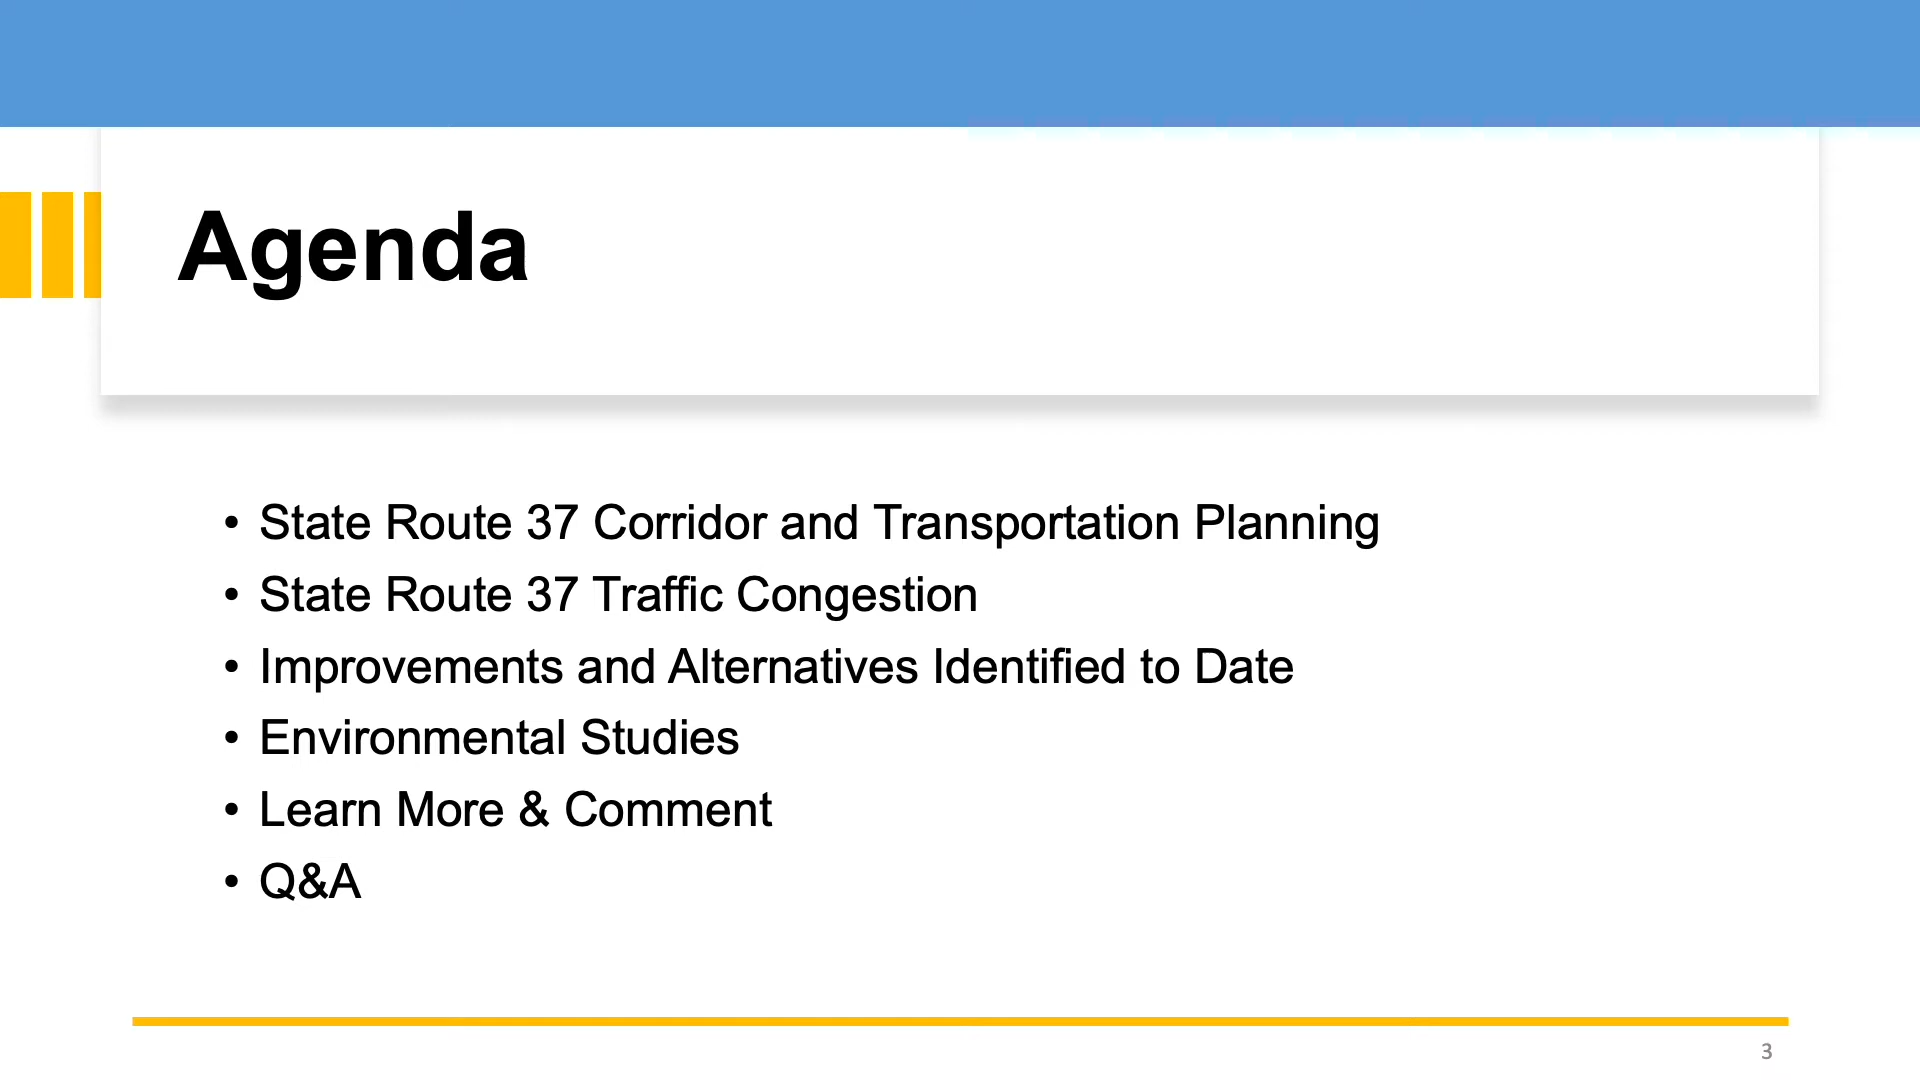 Agenda
• State Route 37 Corridor and Transportation Planning
• State Route 37 Traffic Congestion
• Improvements and Alternatives Identified to Date
• Environmental Studies
• Learn More & Comment
• Q&A
3